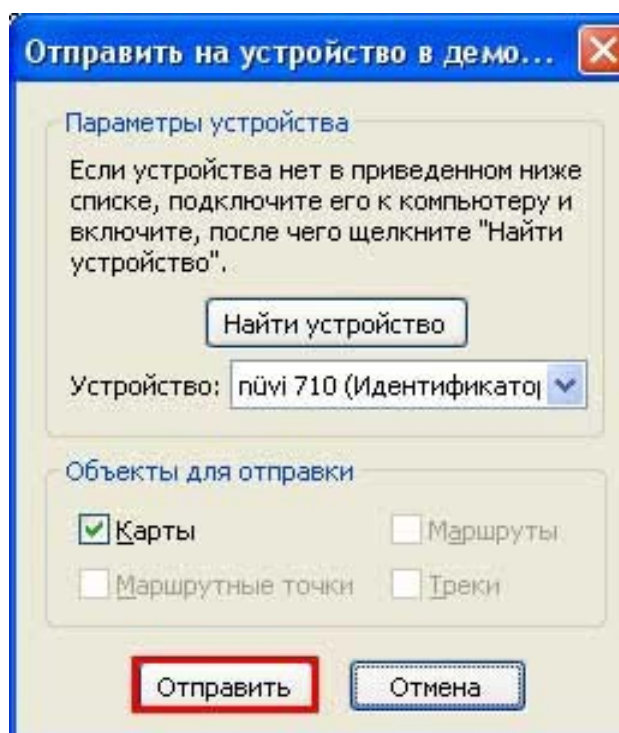 Отправить на устройство в демо...
Параметры устройства
Если устройства нет в приведенном ниже
списке, подключите его к компьютеру и
включите, после чего щелкните "Найти
устройство".
Найти устройство
Устройство: nüvi 710 (Идентификатор
Объекты для отправки
Карты Маршруты
Маршрутные точки Треки
Отправить Отмена